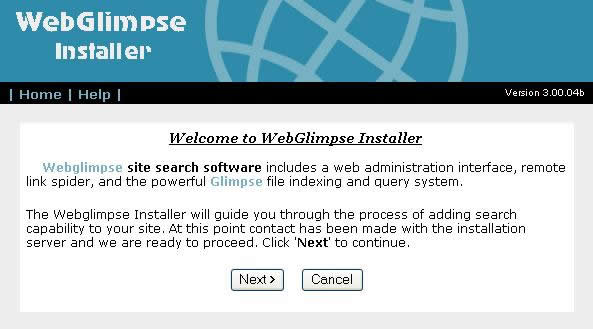 WebGlimpse
Installer
| Home | Help |
Version 3.00.04b
Welcome to WebGlimpse Installer
Webglimpse site search software includes a web administration interface, remote
link spider, and the powerful Glimpse file indexing and query system.
The Webglimpse Installer will guide you through the process of adding search
capability to your site. At this point contact has been made with the installation
server and we are ready to proceed. Click 'Next' to continue.
Next >
Cancel